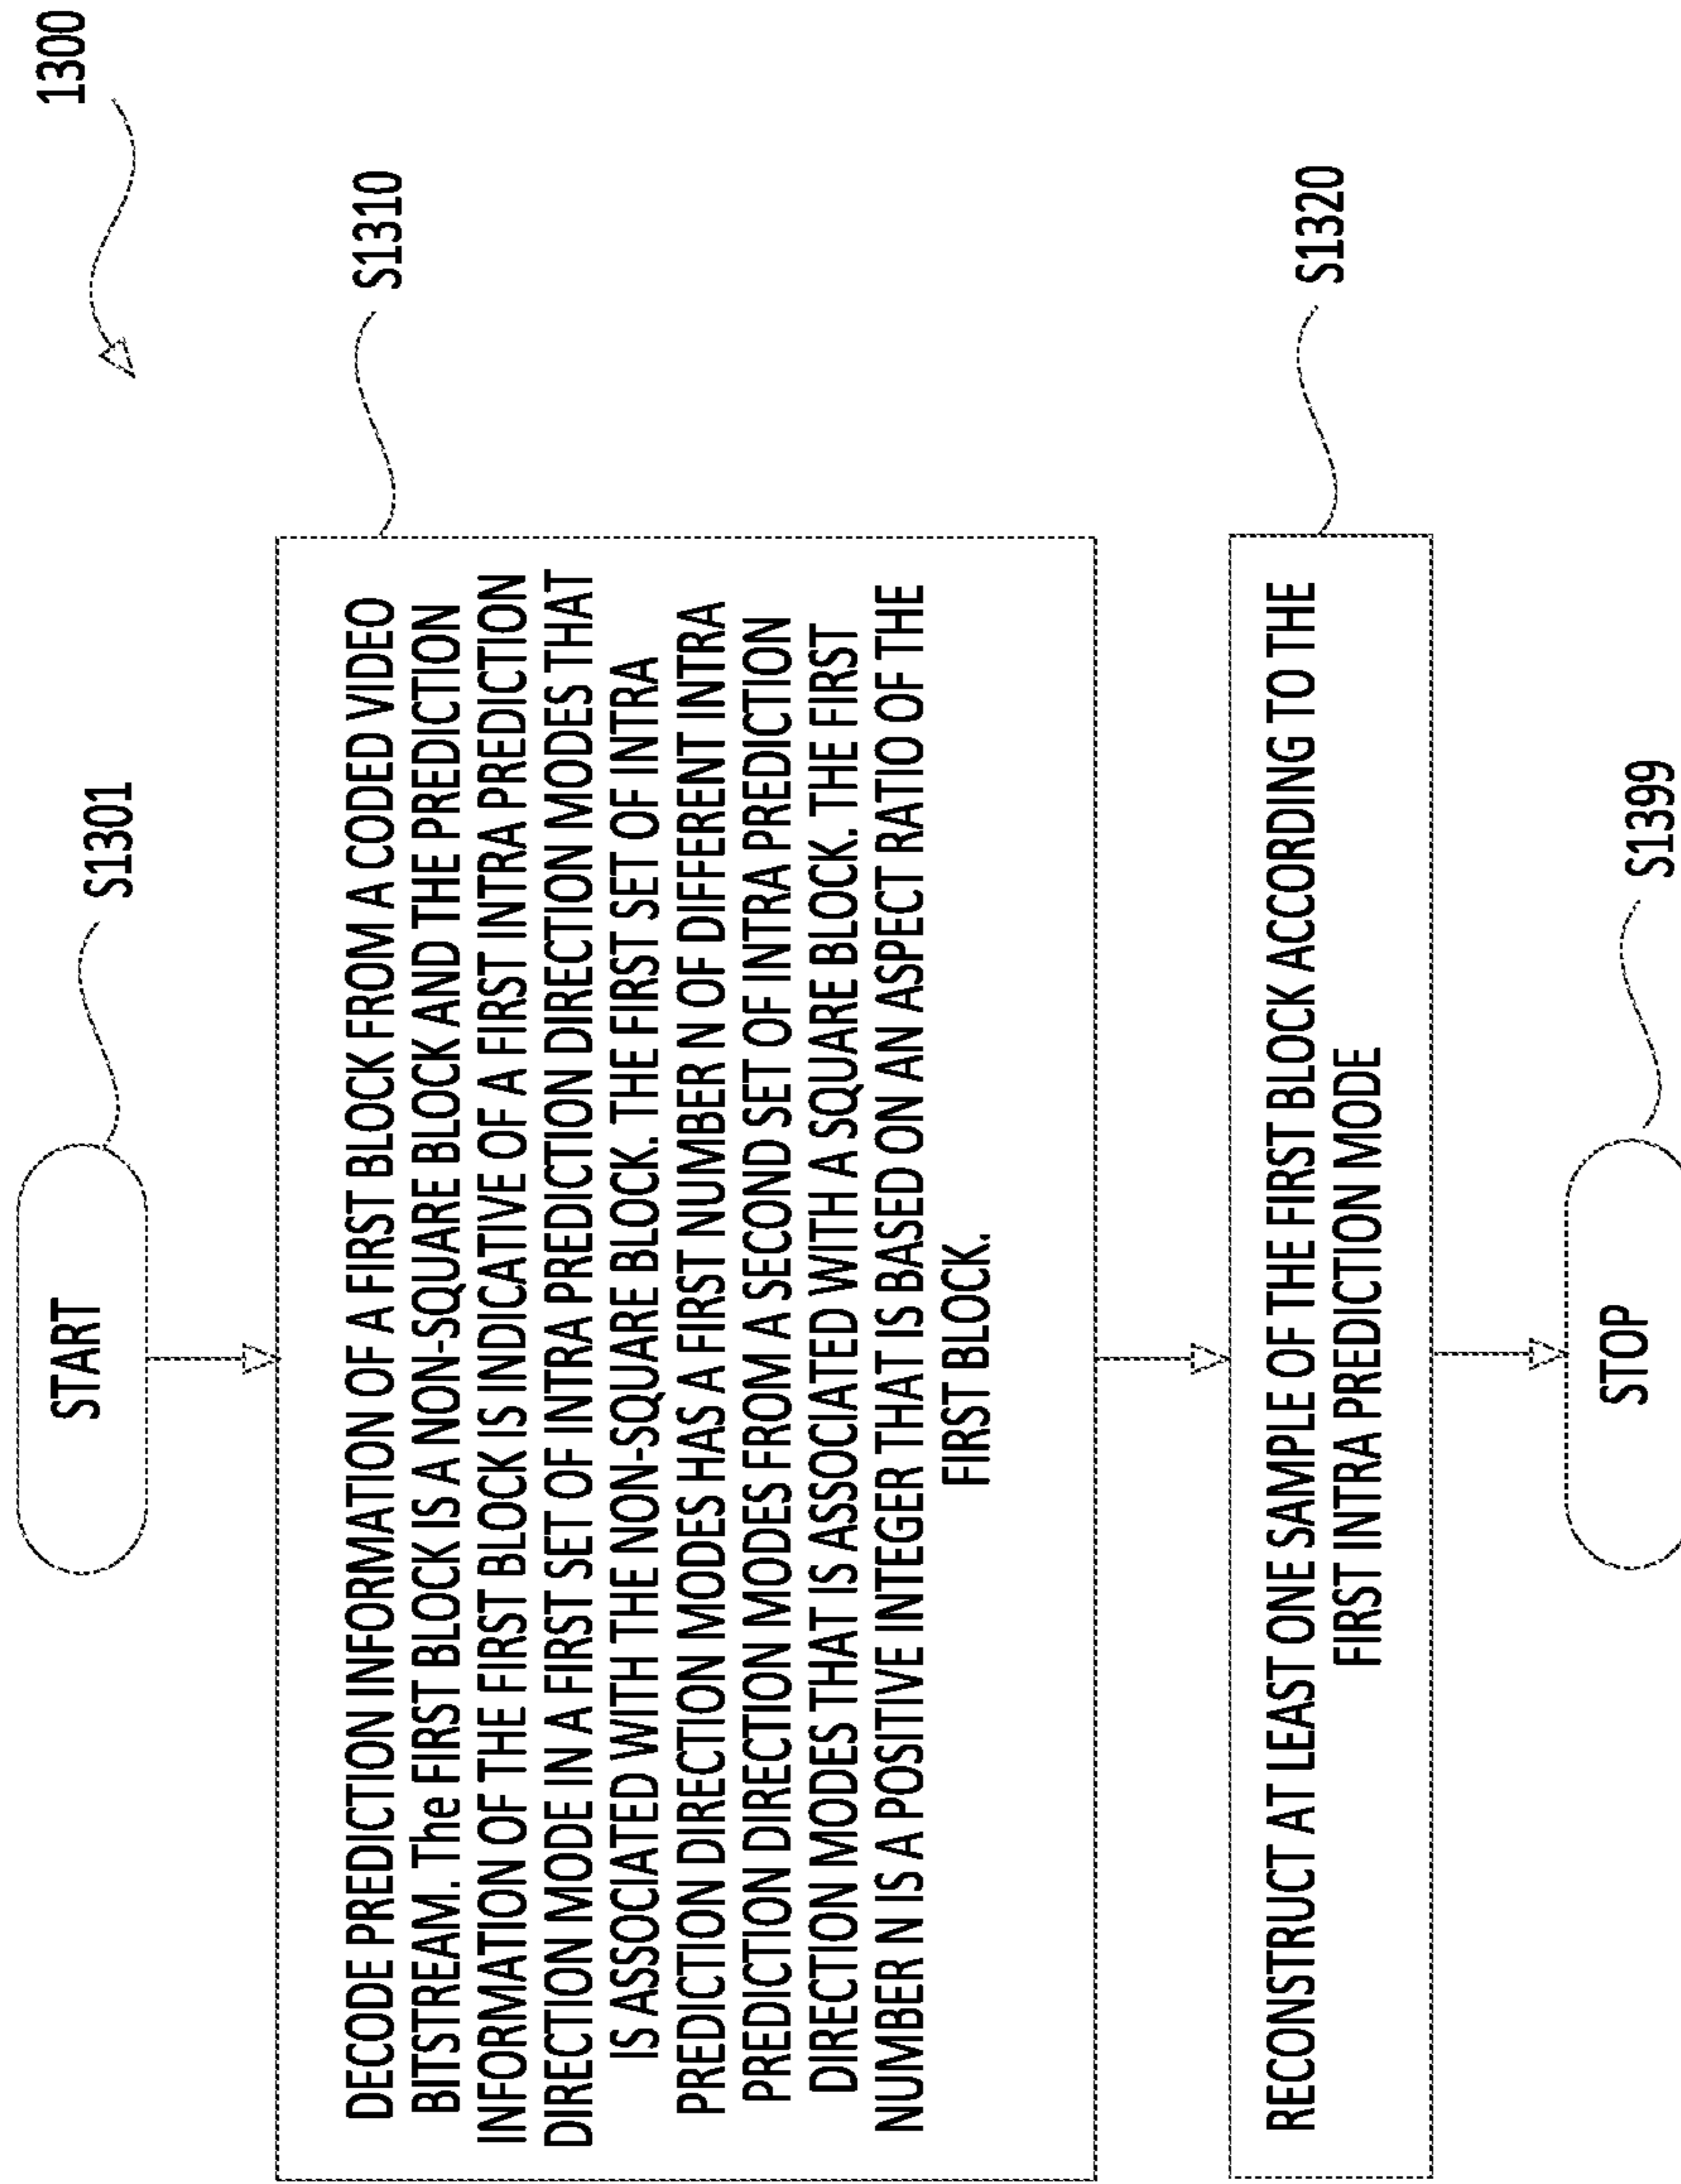 1300
START
S1301
DECODE PREDICTION INFORMATION OF A FIRST BLOCK FROM A CODED VIDEO
BITSTREAM. The FIRST BLOCK IS A NON-SQUARE BLOCK AND THE PREDICTION
INFORMATION OF THE FIRST BLOCK IS INDICATIVE OF A FIRST INTRA PREDICTION
DIRECTION MODE IN A FIRST SET OF INTRA PREDICTION DIRECTION MODES THAT
IS ASSOCIATED WITH THE NON-SQUARE BLOCK. THE FIRST SET OF INTRA
PREDICTION DIRECTION MODES HAS A FIRST NUMBER N OF DIFFERENT INTRA
PREDICTION DIRECTION MODES FROM A SECOND SET OF INTRA PREDICTION
DIRECTION MODES THAT IS ASSOCIATED WITH A SQUARE BLOCK. THE FIRST
NUMBER N IS A POSITIVE INTEGER THAT IS BASED ON AN ASPECT RATIO OF THE
FIRST BLOCK.
S1310
RECONSTRUCT AT LEAST ONE SAMPLE OF THE FIRST BLOCK ACCORDING TO THE
FIRST INTRA PREDICTION MODE
S1320
STOP
S1399